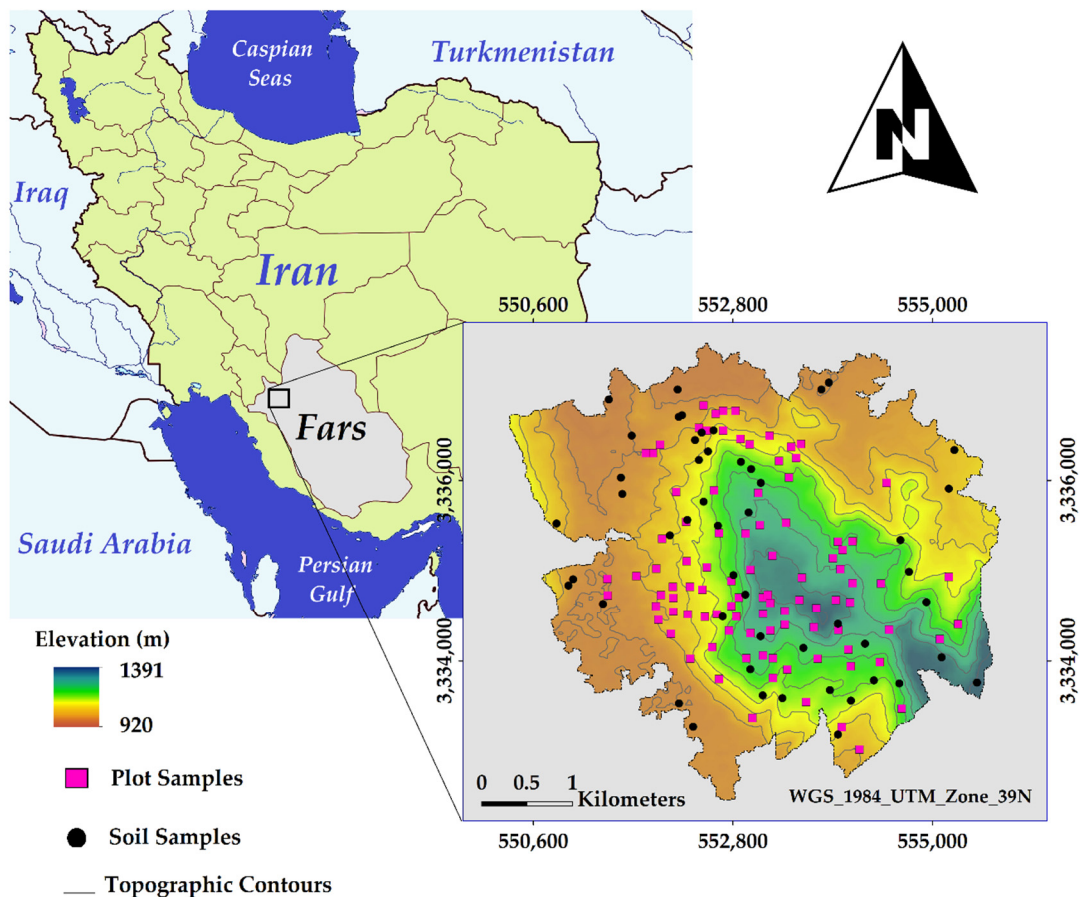 Caspian
Seas
Turkmenistan
N
Iraq
Iran
550,600
552,800
555,000
Fars
3,336,000
3,336,000
Saudi Arabia
Persian
Gulf
Elevation (m)
1391
920
3,334,000
3,334,000
Plot Samples
0 0.5 1
Kilometers
WGS_1984_UTM_Zone_39N
Soil Samples
550,600
552,800
555,000
Topographic Contours